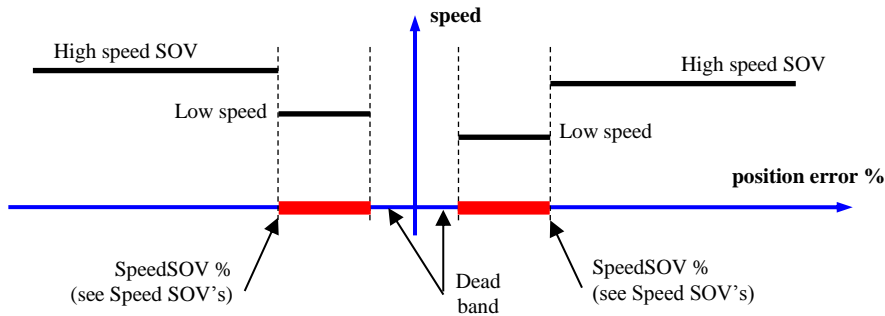 speed
High speed SOV
High speed SOV
Low speed
Low speed
position error %
SpeedSOV %
(see Speed SOV’s)
Dead
band
SpeedSOV %
(see Speed SOV’s)